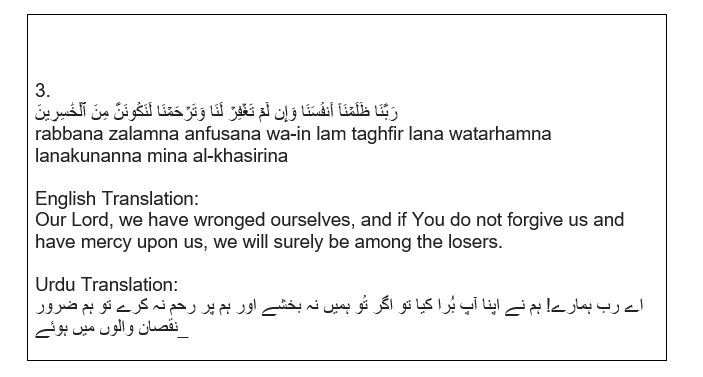 3.
رَبَّنَا ظَلَمْنَآ أَنفُسَنَا وَإِن لَّمْ تَغْفِرْ لَنَا وَتَرْحَمْنَا لَنَكُونَنَّ مِنَ ٱلْخَٰسِرِينَ
rabbana zalamna anfusana wa-in lam taghfir lana watarhamna
lanakunanna mina al-khasirina
English Translation:
Our Lord, we have wronged ourselves, and if You do not forgive us and
have mercy upon us, we will surely be among the losers.
Urdu Translation:
اے رب ہمارے! ہم نے اپنا آپ بُرا کیا تو اگر تُو ہمیں نہ بخشے اور ہم پر رحم نہ کرے تو ہم ضرور
نقصان والوں میں ہوئے_